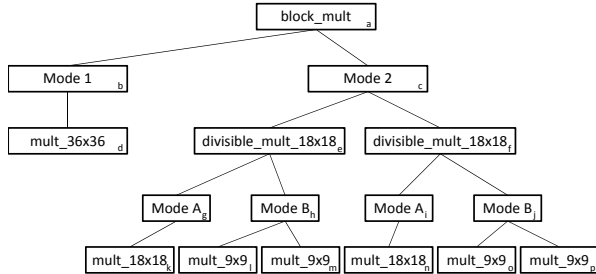 block_mult a
Mode 1 b
Mode 2 c
mult_36x36 d
divisible_mult_18x18 e
divisible_mult_18x18 f
Mode A g
Mode B h
Mode A i
Mode B j
mult_18x18 k
mult_9x9 l
mult_9x9 m
mult_18x18 n
mult_9x9 o
mult_9x9 p